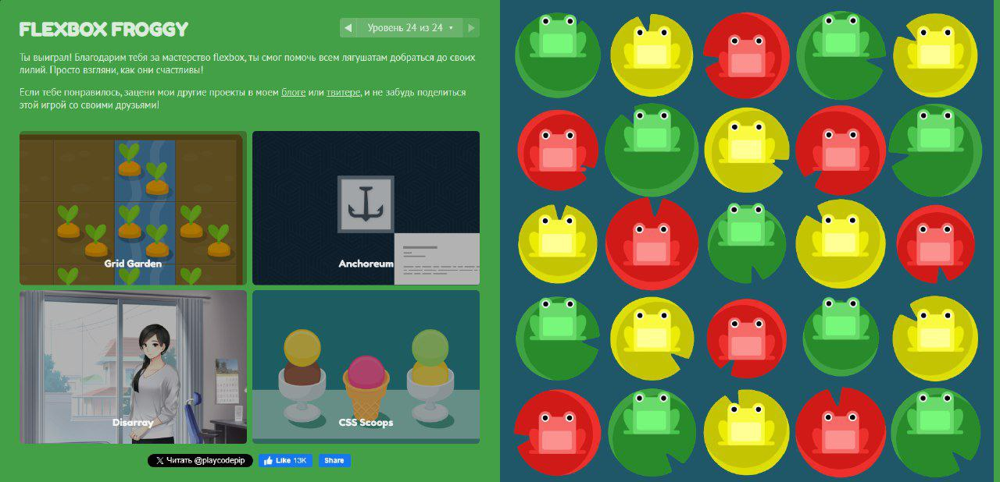 FLEXBOX FROGGY
◀ Уровень 24 из 24 ▾ ▶
Ты выиграл! Благодарим тебя за мастерство flexbox, ты смог помочь всем лягушатам добраться до своих
лилий. Просто взгляни, как они счастливы!
Если тебе понравилось, зацени мои другие проекты в моем блоге или твитере, и не забудь поделиться
этой игрой со своими друзьями!
Grid Garden
Anchoreum
Disarray
CSS Scoops
X Читать @playcodepip
Like 13K
Share